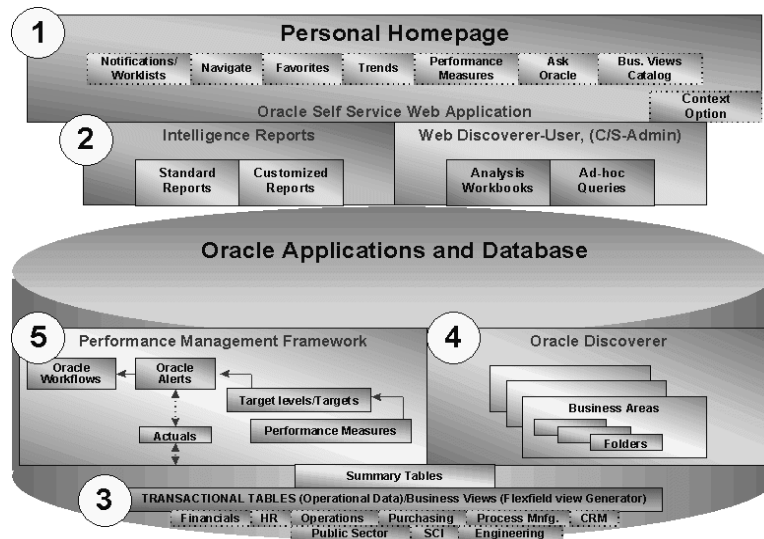 1
Personal Homepage
Notifications/
Worklists
Navigate
Favorites
Trends
Performance
Measures
Ask
Oracle
Bus. Views
Catalog
Oracle Self Service Web Application
Context
Option
2
Intelligence Reports
Web Discoverer-User, (C/S-Admin)
Standard
Reports
Customized
Reports
Analysis
Workbooks
Ad-hoc
Queries
Oracle Applications and Database
5
Performance Management Framework
Oracle
Workflows
Oracle
Alerts
Target levels/Targets
Actuals
Performance Measures
4
Oracle Discoverer
Business Areas
Folders
Summary Tables
3
TRANSACTIONAL TABLES (Operational Data)/Business Views (Flexfield view Generator)
Financials
HR
Operations
Purchasing
Process Mnfg.
CRM
Public Sector
SCI
Engineering